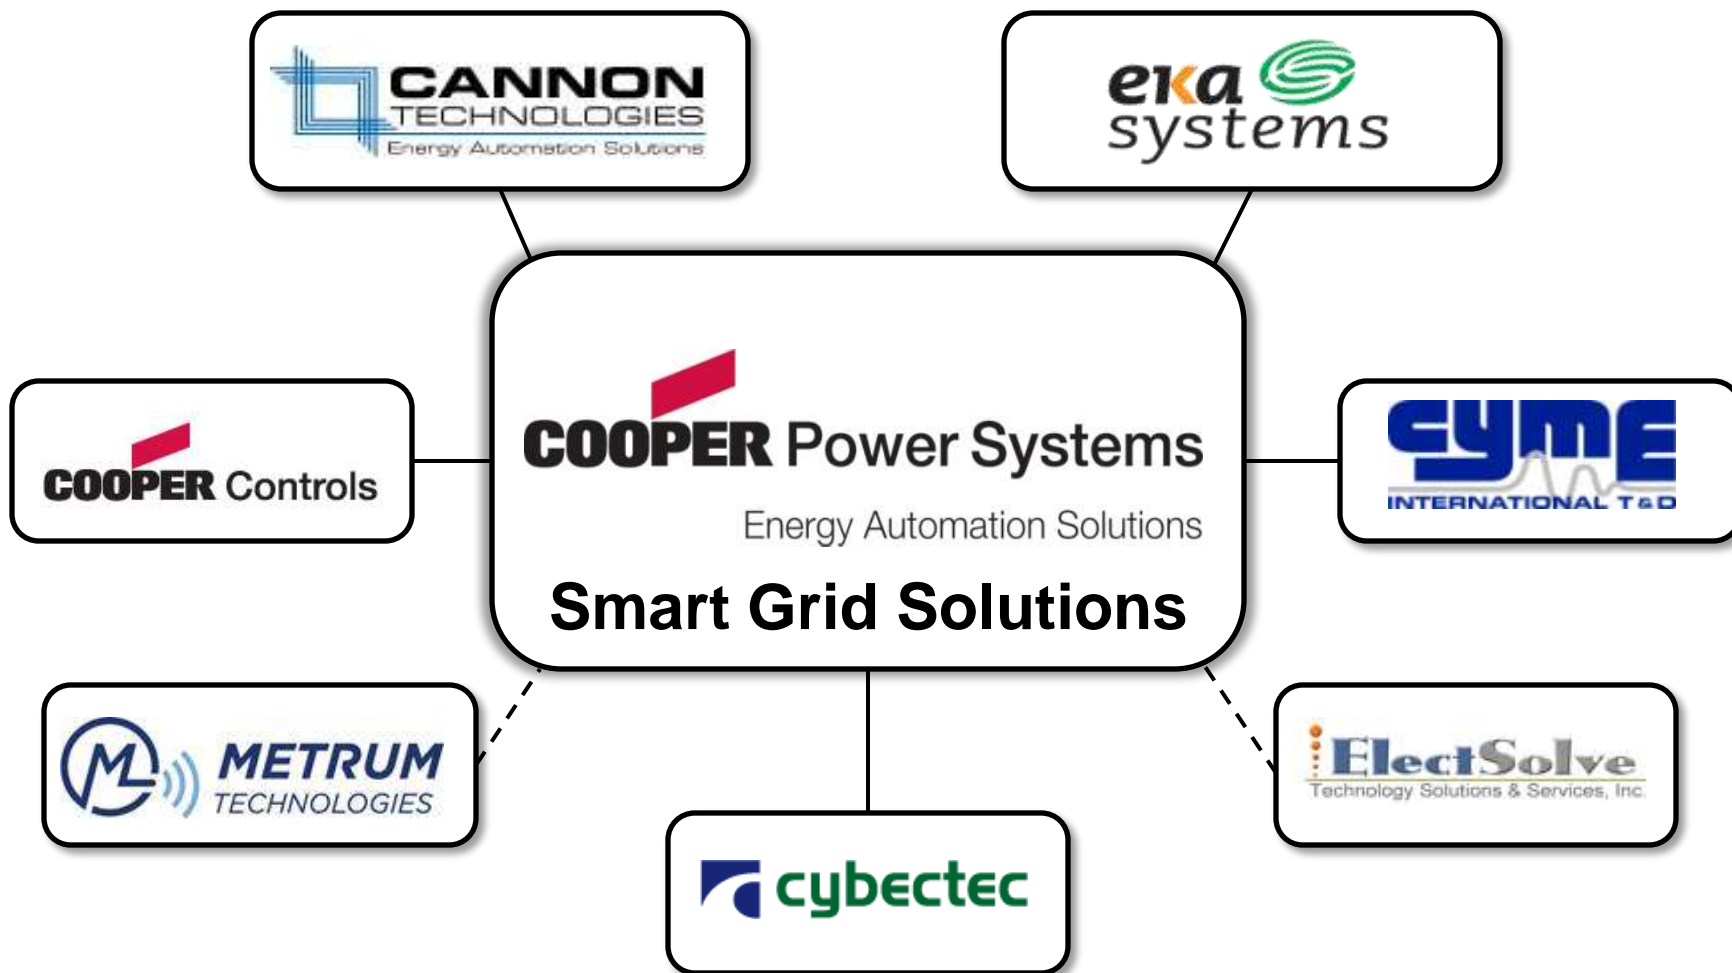 CANNON
TECHNOLOGIES
Energy Automation Solutions
eka
systems
COOPER Power Systems
Energy Automation Solutions
Smart Grid Solutions
COOPER Controls
CYME
INTERNATIONAL T&D
ML METRUM
TECHNOLOGIES
ElectSolve
Technology Solutions & Services, Inc.
cybectec